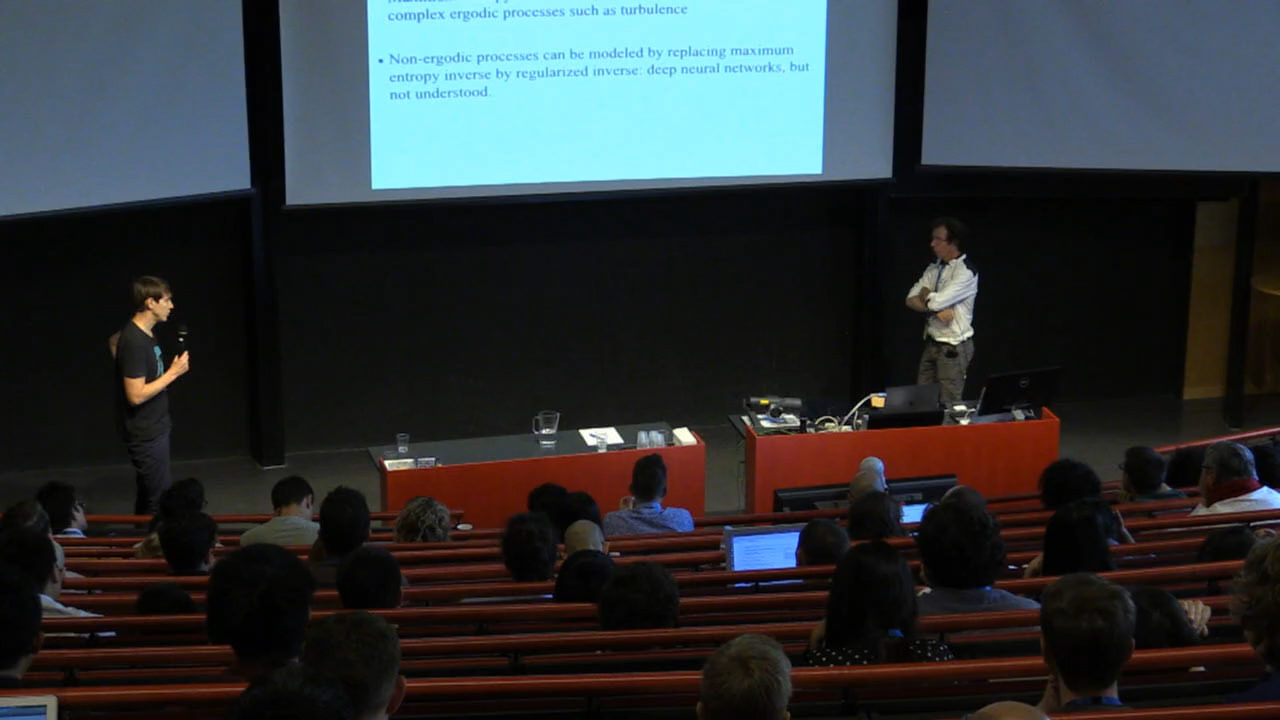 complex ergodic processes such as turbulence
• Non-ergodic processes can be modeled by replacing maximum
entropy inverse by regularized inverse: deep neural networks, but
not understood.